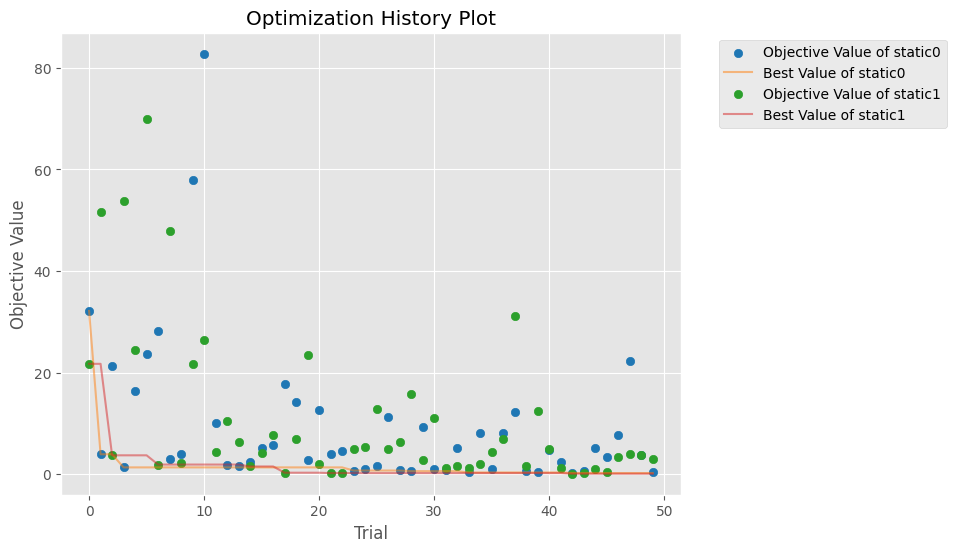 Optimization History Plot
Objective Value of static0
Best Value of static0
Objective Value of static1
Best Value of static1
80
60
40
20
0
Objective Value
0
10
20
30
40
50
Trial